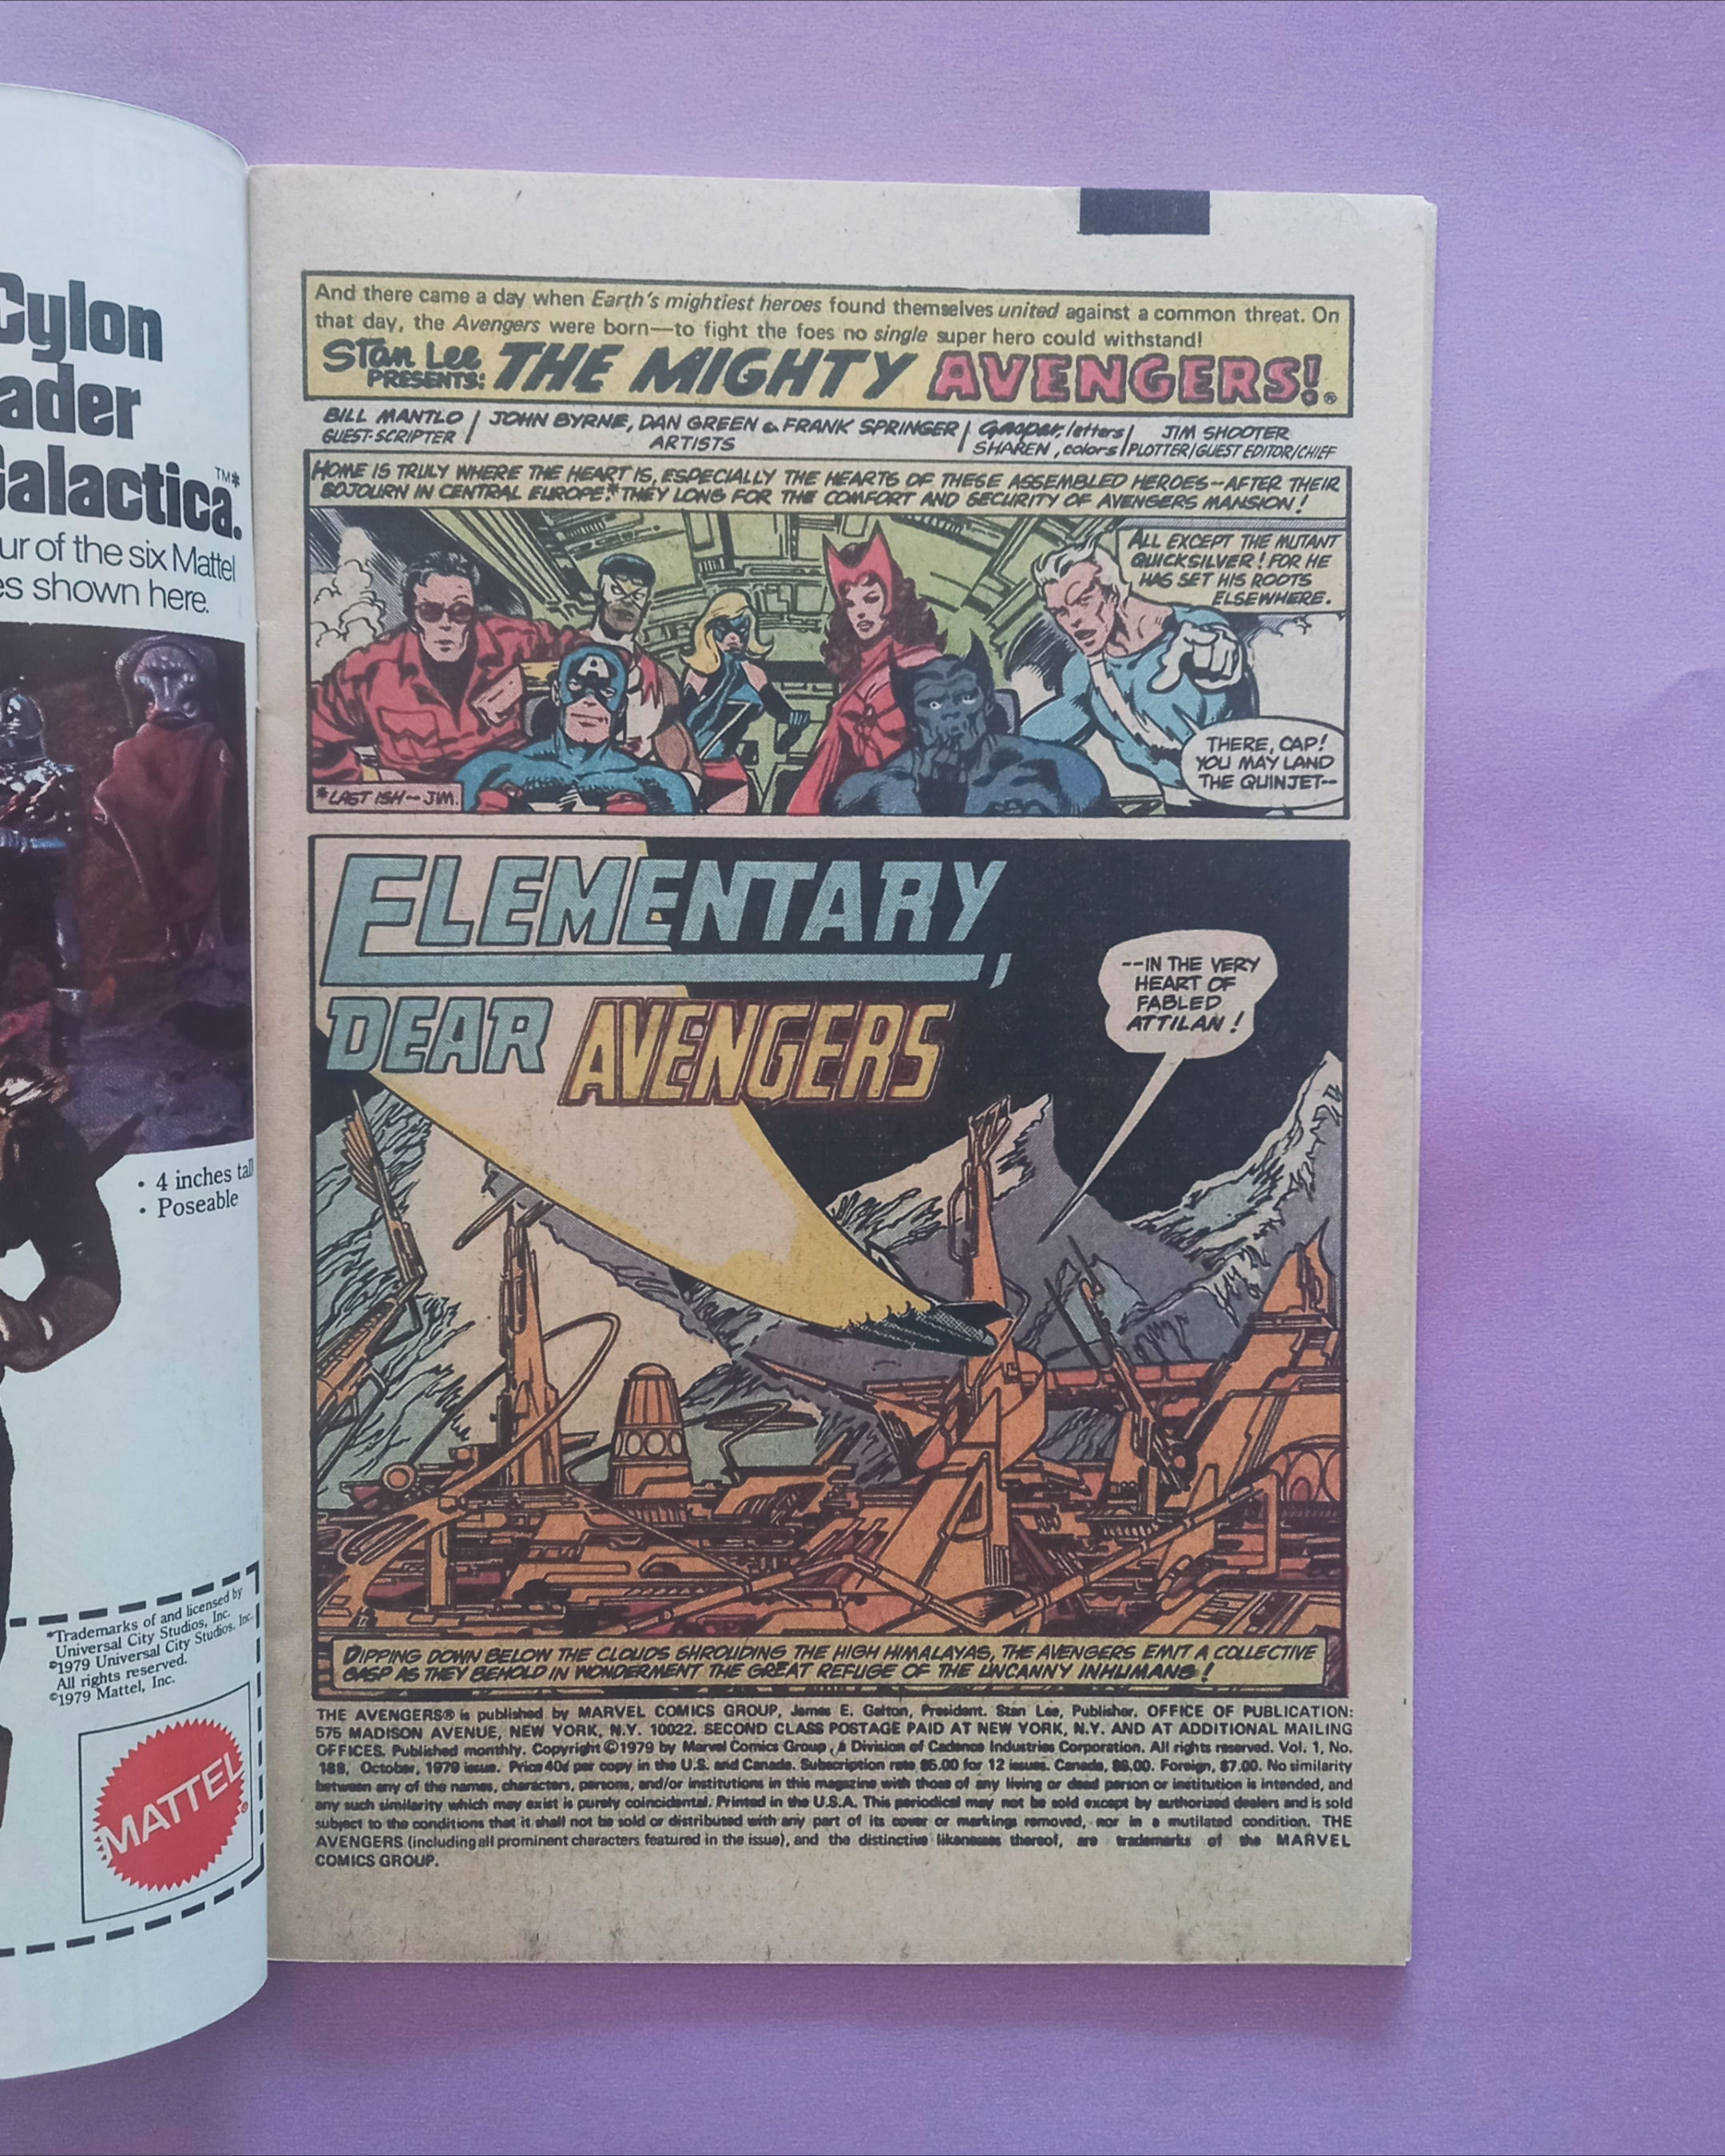 Cylon
ader
Galactica.™*
ur of the six Mattel
es shown here.
• 4 inches tall
• Poseable
*Trademarks of and licensed by
Universal City Studios, Inc.
©1979 Universal City Studios, Inc.
All rights reserved.
©1979 Mattel, Inc.
MATTEL®
And there came a day when Earth's mightiest heroes found themselves united against a common threat. On
that day, the Avengers were born—to fight the foes no single super hero could withstand!
STAN LEE
PRESENTS: THE MIGHTY AVENGERS!®
BILL MANTLO
GUEST-SCRIPTER
JOHN BYRNE, DAN GREEN & FRANK SPRINGER
ARTISTS
Gaspar, letters
SHAREN, colors
JIM SHOOTER
PLOTTER/GUEST EDITOR/CHIEF
HOME IS TRULY WHERE THE HEART IS, ESPECIALLY THE HEARTS OF THESE ASSEMBLED HEROES--AFTER THEIR
SOJOURN IN CENTRAL EUROPE.* THEY LONG FOR THE COMFORT AND SECURITY OF AVENGERS MANSION!
ALL EXCEPT THE MUTANT
QUICKSILVER! FOR HE
HAS SET HIS ROOTS
ELSEWHERE.
A
THERE, CAP!
YOU MAY LAND
THE QUINJET--
*LAST ISH--JIM.
ELEMENTARY,
DEAR AVENGERS
--IN THE VERY
HEART OF
FABLED
ATTILAN!
DIPPING DOWN BELOW THE CLOUDS SHROUDING THE HIGH HIMALAYAS, THE AVENGERS EMIT A COLLECTIVE
GASP AS THEY BEHOLD IN WONDERMENT THE GREAT REFUGE OF THE UNCANNY INHUMANS!
THE AVENGERS® is published by MARVEL COMICS GROUP, James E. Galton, President. Stan Lee, Publisher. OFFICE OF PUBLICATION:
575 MADISON AVENUE, NEW YORK, N.Y. 10022. SECOND CLASS POSTAGE PAID AT NEW YORK, N.Y. AND AT ADDITIONAL MAILING
OFFICES. Published monthly. Copyright ©1979 by Marvel Comics Group, A Division of Cadence Industries Corporation. All rights reserved. Vol. 1, No.
188, October, 1979 issue. Price 40¢ per copy in the U.S. and Canada. Subscription rate $5.00 for 12 issues. Canada, $6.00. Foreign, $7.00. No similarity
between any of the names, characters, persons, and/or institutions in this magazine with those of any living or dead person or institution is intended, and
any such similarity which may exist is purely coincidental. Printed in the U.S.A. This periodical may not be sold except by authorized dealers and is sold
subject to the conditions that it shall not be sold or distributed with any part of its cover or markings removed, nor in a mutilated condition. THE
AVENGERS (including all prominent characters featured in the issue), and the distinctive likenesses thereof, are trademarks of the MARVEL
COMICS GROUP.